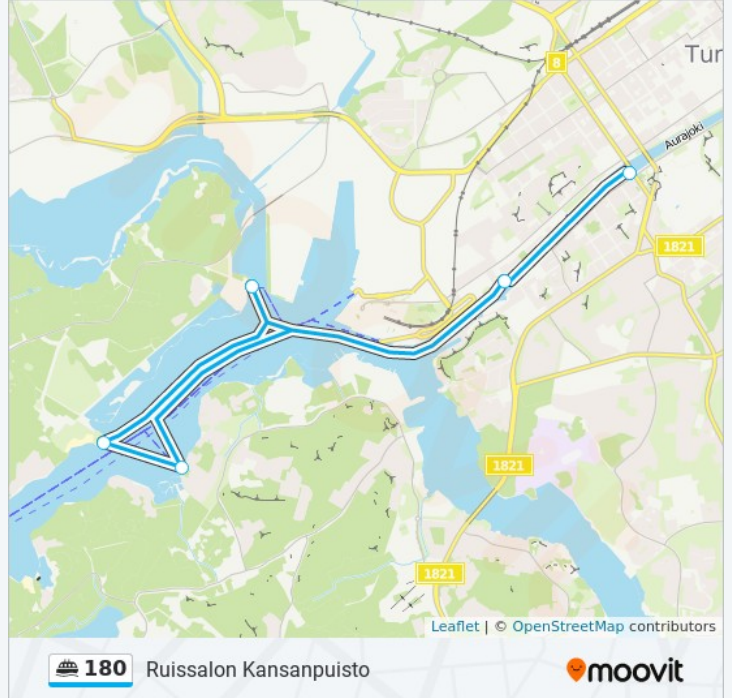 8
Tur
Aurajoki
1821
1821
1821
Leaflet | © OpenStreetMap contributors
180 Ruissalon Kansanpuisto
moovit